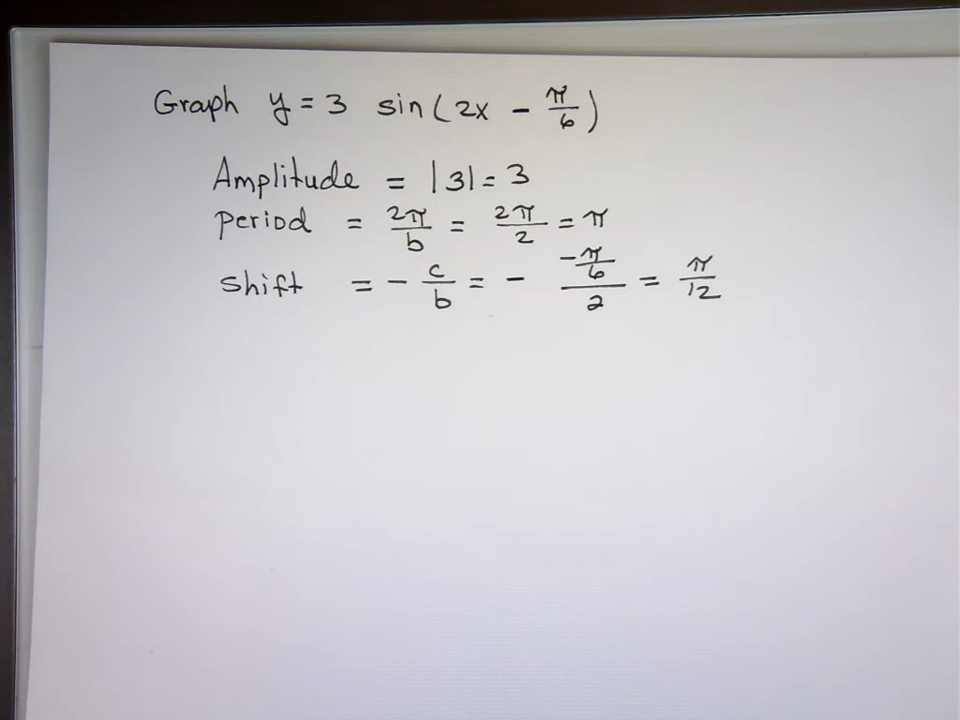 Graph y = 3 sin(2x - π/6)
Amplitude = |3| = 3
period = 2π/b = 2π/2 = π
shift = - c/b = - (-π/6)/2 = π/12